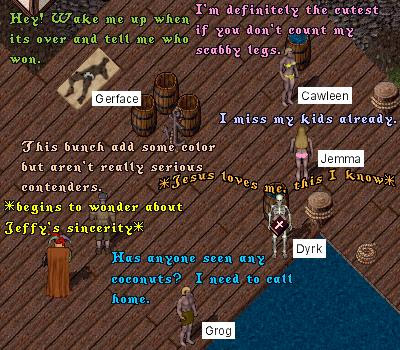 Hey! Wake me up when
its over and tell me who
won.
I'm definitely the cutest
if you don't count my
scabby legs.
Gerface
Cawleen
I miss my kids already.
Jemma
This bunch add some color
but aren't really serious
contenders.
*Jesus loves me, this I know*
*begins to wonder about
Jeffy's sincerity*
Dyrk
Has anyone seen any
coconuts? I need to call
home.
Grog